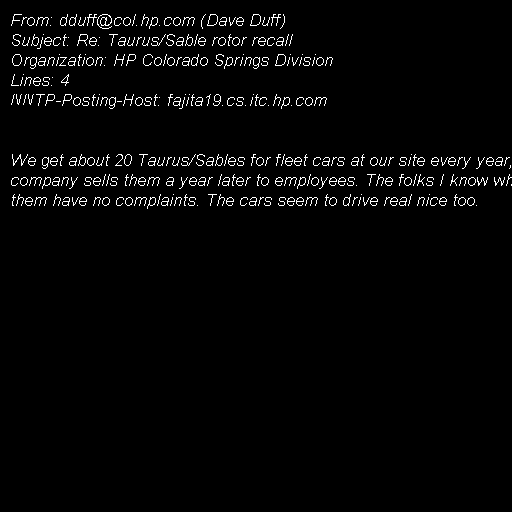 From: dduff@col.hp.com (Dave Duff)
Subject: Re: Taurus/Sable rotor recall
Organization: HP Colorado Springs Division
Lines: 4
NNTP-Posting-Host: fajita19.cs.itc.hp.com
We get about 20 Taurus/Sables for fleet cars at our site every year,
company sells them a year later to employees. The folks I know
them have no complaints. The cars seem to drive real nice too.